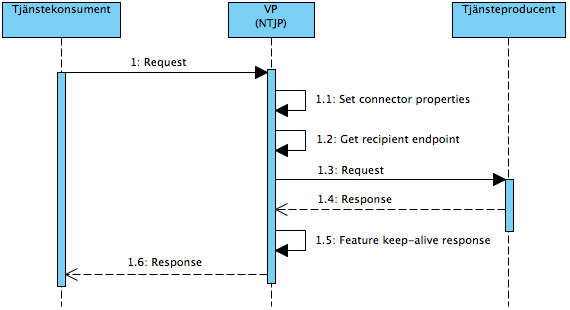 Tjänstekonsument
VP
(NTJP)
Tjänsteproducent
1: Request
1.1: Set connector properties
1.2: Get recipient endpoint
1.3: Request
1.4: Response
1.5: Feature keep-alive response
1.6: Response